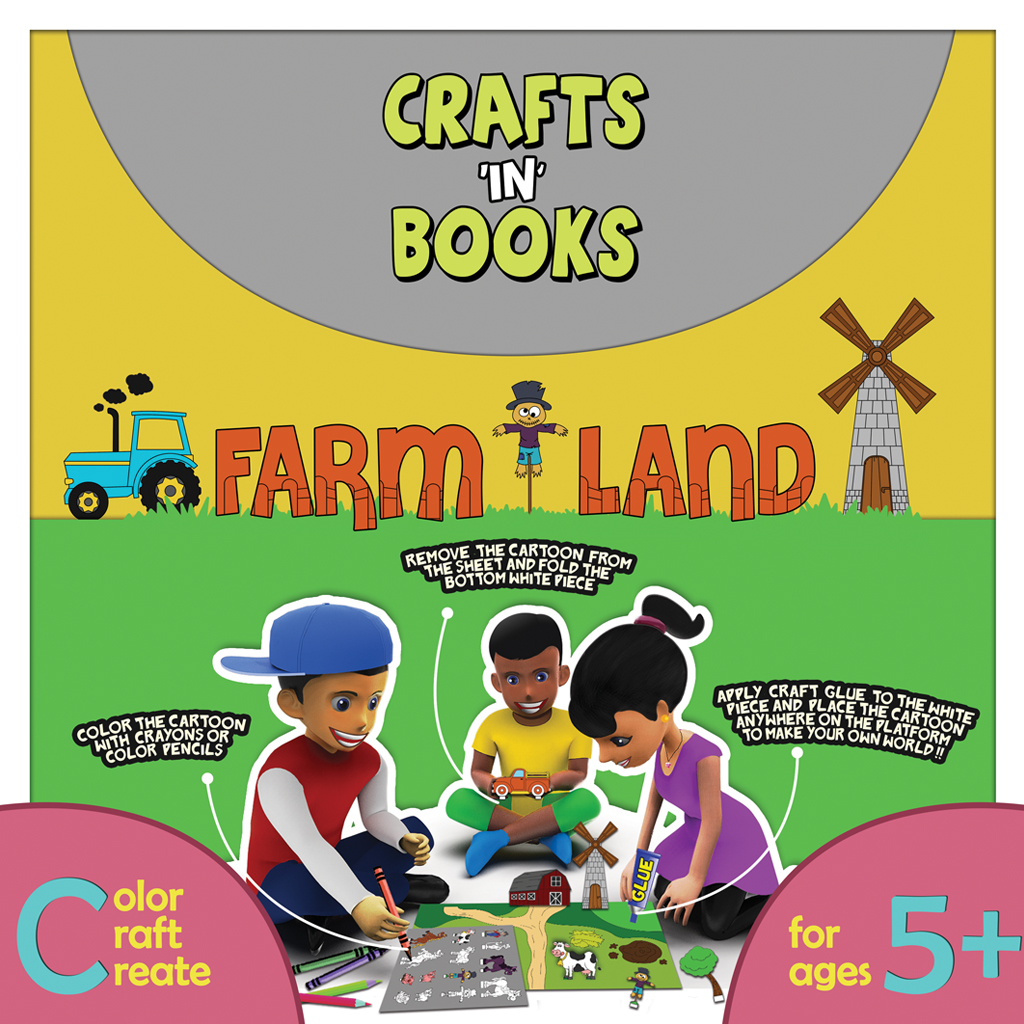 CRAFTS
'IN'
BOOKS
FARM LAND
REMOVE THE CARTOON FROM
THE SHEET AND FOLD THE
BOTTOM WHITE PIECE
COLOR THE CARTOON
WITH CRAYONS OR
COLOR PENCILS
APPLY CRAFT GLUE TO THE WHITE
PIECE AND PLACE THE CARTOON
ANYWHERE ON THE PLATFORM
TO MAKE YOUR OWN WORLD !!
GLUE
Color
Craft
Create
for
ages 5+